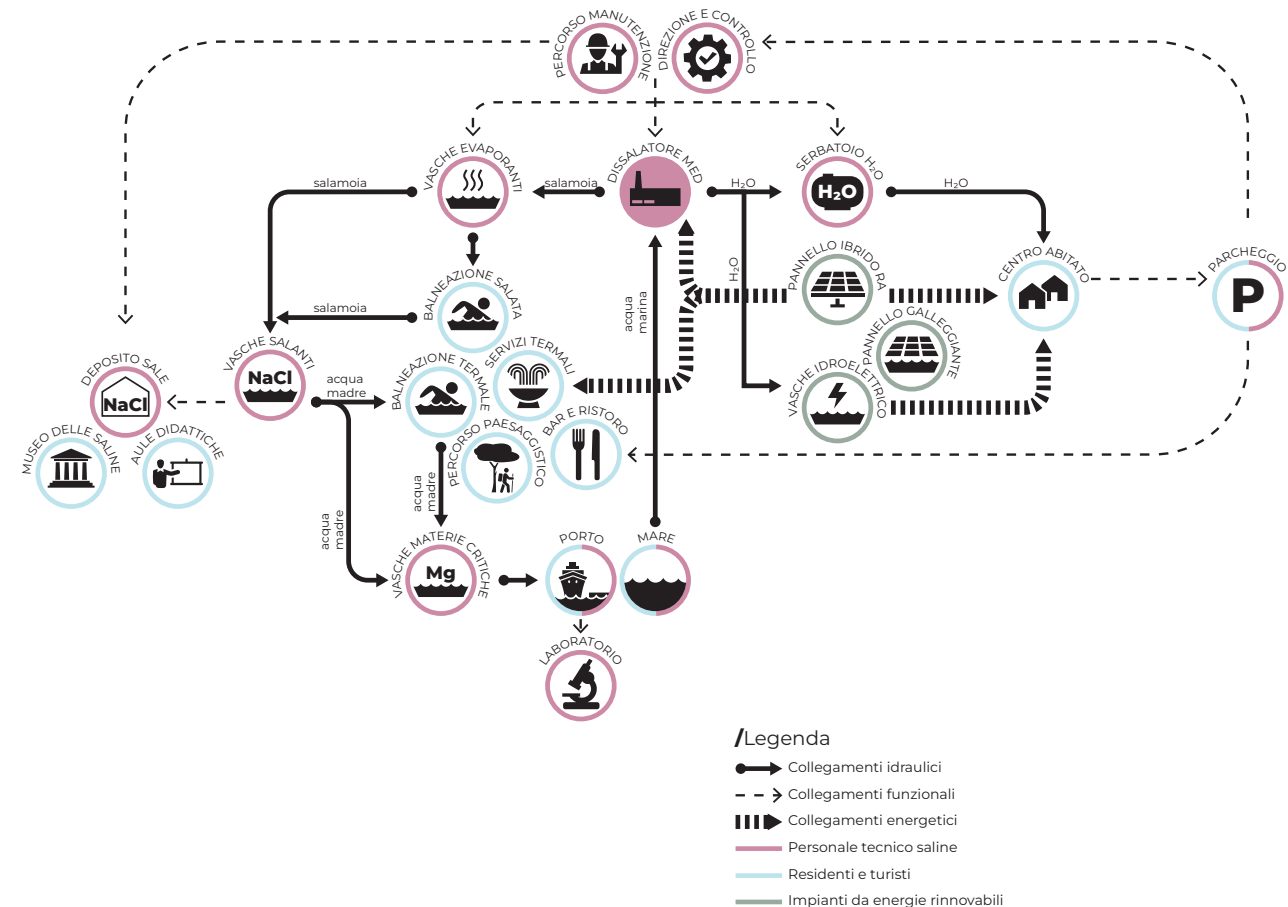 PERCORSO MANUTENZIONE
DIREZIONE E CONTROLLO
VASCHE EVAPORANTI
DISSALATORE MED
SERBATOIO H₂O
H₂O
salamoia
salamoia
H₂O
H₂O
H₂O
PANNELLO IBRIDO RA
CENTRO ABITATO
PARCHEGGIO
P
BALNEAZIONE SALATA
salamoia
acqua
marina
PANNELLO GALLEGGIANTE
VASCHE SALANTI
NaCl
DEPOSITO SALE
NaCl
acqua
madre
BALNEAZIONE TERMALE
SERVIZI TERMALI
VASCHE IDROELETTRICO
MUSEO DELLE SALINE
AULE DIDATTICHE
PERCORSO PAESAGGISTICO
BAR E RISTORO
acqua
madre
acqua
madre
VASCHE MATERIE CRITICHE
Mg
PORTO
MARE
LABORATORIO
/Legenda
Collegamenti idraulici
Collegamenti funzionali
Collegamenti energetici
Personale tecnico saline
Residenti e turisti
Impianti da energie rinnovabili